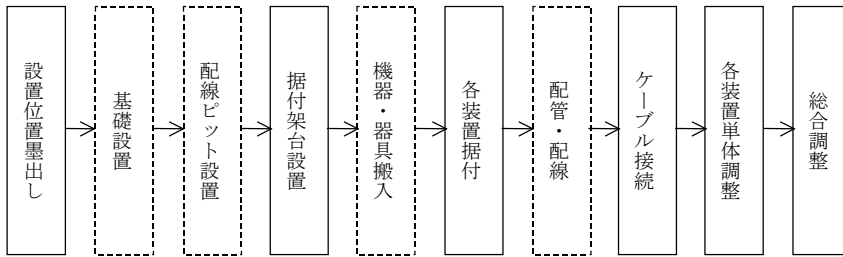 設置位置墨出し
基礎設置
配線ピット設置
据付架台設置
機器・器具搬入
各装置据付
配管・配線
ケーブル接続
各装置単体調整
総合調整